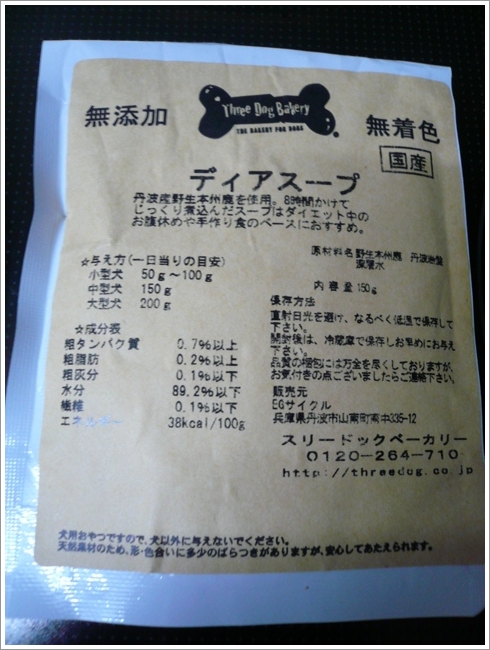 無添加
Three Dog Bakery
THE BAKERY FOR DOGS
無着色
国産
ディアスープ
丹波産野生本州鹿を使用。8時間かけて
じっくり煮込んだスープはダイエット中の
お腹休めや手作り食のベースにおすすめ。
☆与え方(一日当りの目安)
小型犬 50g~100g
中型犬 150g
大型犬 200g
☆成分表
粗タンパク質 0.7%以上
粗脂肪 0.2%以上
粗灰分 0.1%以下
水分 89.2%以下
繊維 0.1%以下
エネルギー 38kcal/100g
原材料名 野生本州鹿 丹波岩盤
深層水
内容量 150g
保存方法
直射日光を避け、なるべく低温で保存して
下さい。
開封後は、冷蔵庫で保存しお早めにお与え
下さい。
品質の梱包には万全を尽くしておりますが、
お気付きの点ございましたらご連絡下さい。
販売元
EGサイクル
兵庫県丹波市山南町南中335-12
スリードックベーカリー
0120-264-710
http://threedog.co.jp
犬用おやつですので、犬以外に与えないでください。
天然素材のため、形・色合いに多少のばらつきがありますが、安心してあたえられます。